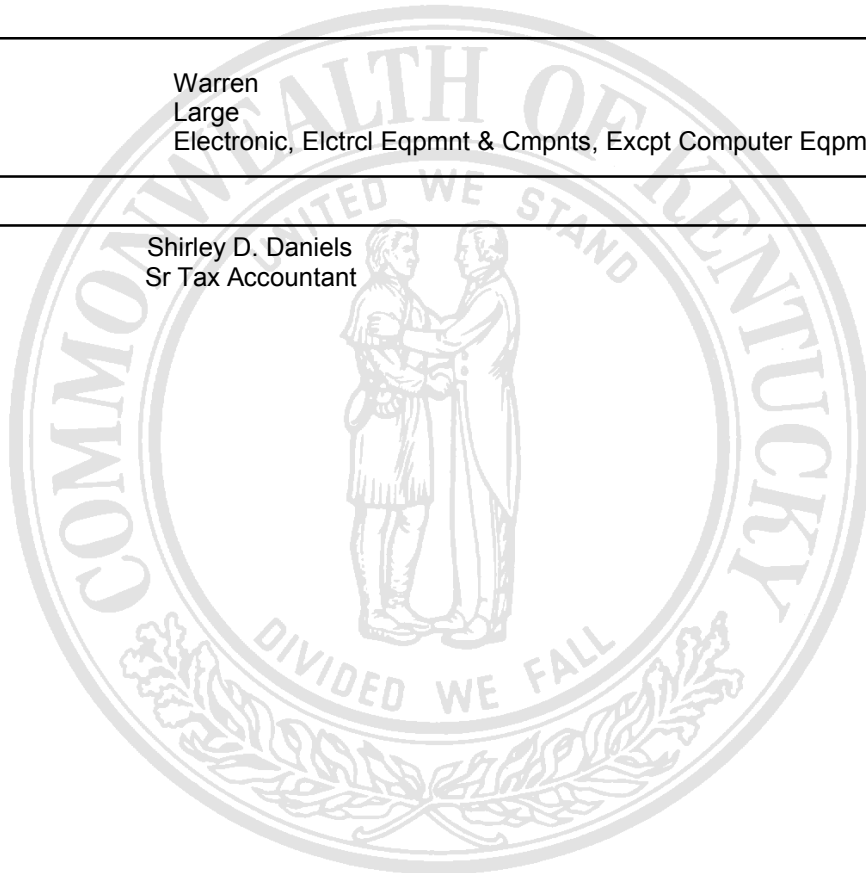 Warren
Large
Electronic, Elctrcl Eqpmnt & Cmpnts, Excpt Computer Eqpm
Shirley D. Daniels
Sr Tax Accountant
COMMONWEALTH OF KENTUCKY
UNITED WE STAND
DIVIDED WE FALL